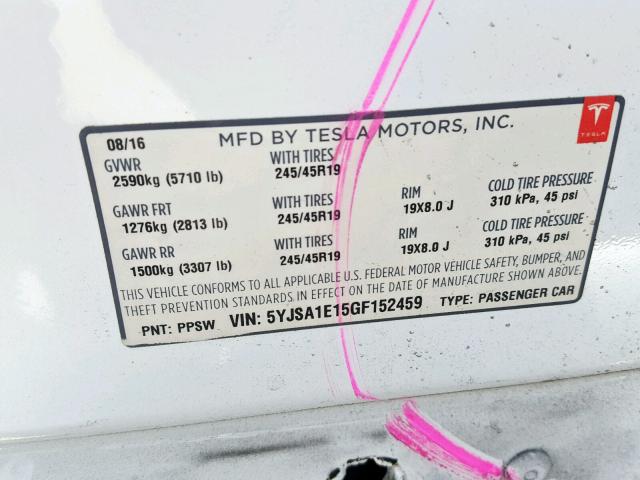 08/16 MFD BY TESLA MOTORS, INC.
TESLA
GVWR WITH TIRES
2590kg (5710 lb) 245/45R19
GAWR FRT WITH TIRES RIM COLD TIRE PRESSURE
1276kg (2813 lb) 245/45R19 19X8.0 J 310 kPa, 45 psi
GAWR RR WITH TIRES RIM COLD TIRE PRESSURE
1500kg (3307 lb) 245/45R19 19X8.0 J 310 kPa, 45 psi
THIS VEHICLE CONFORMS TO ALL APPLICABLE U.S. FEDERAL MOTOR VEHICLE SAFETY, BUMPER, AND
THEFT PREVENTION STANDARDS IN EFFECT ON THE DATE OF MANUFACTURE SHOWN ABOVE.
PNT: PPSW VIN: 5YJSA1E15GF152459 TYPE: PASSENGER CAR